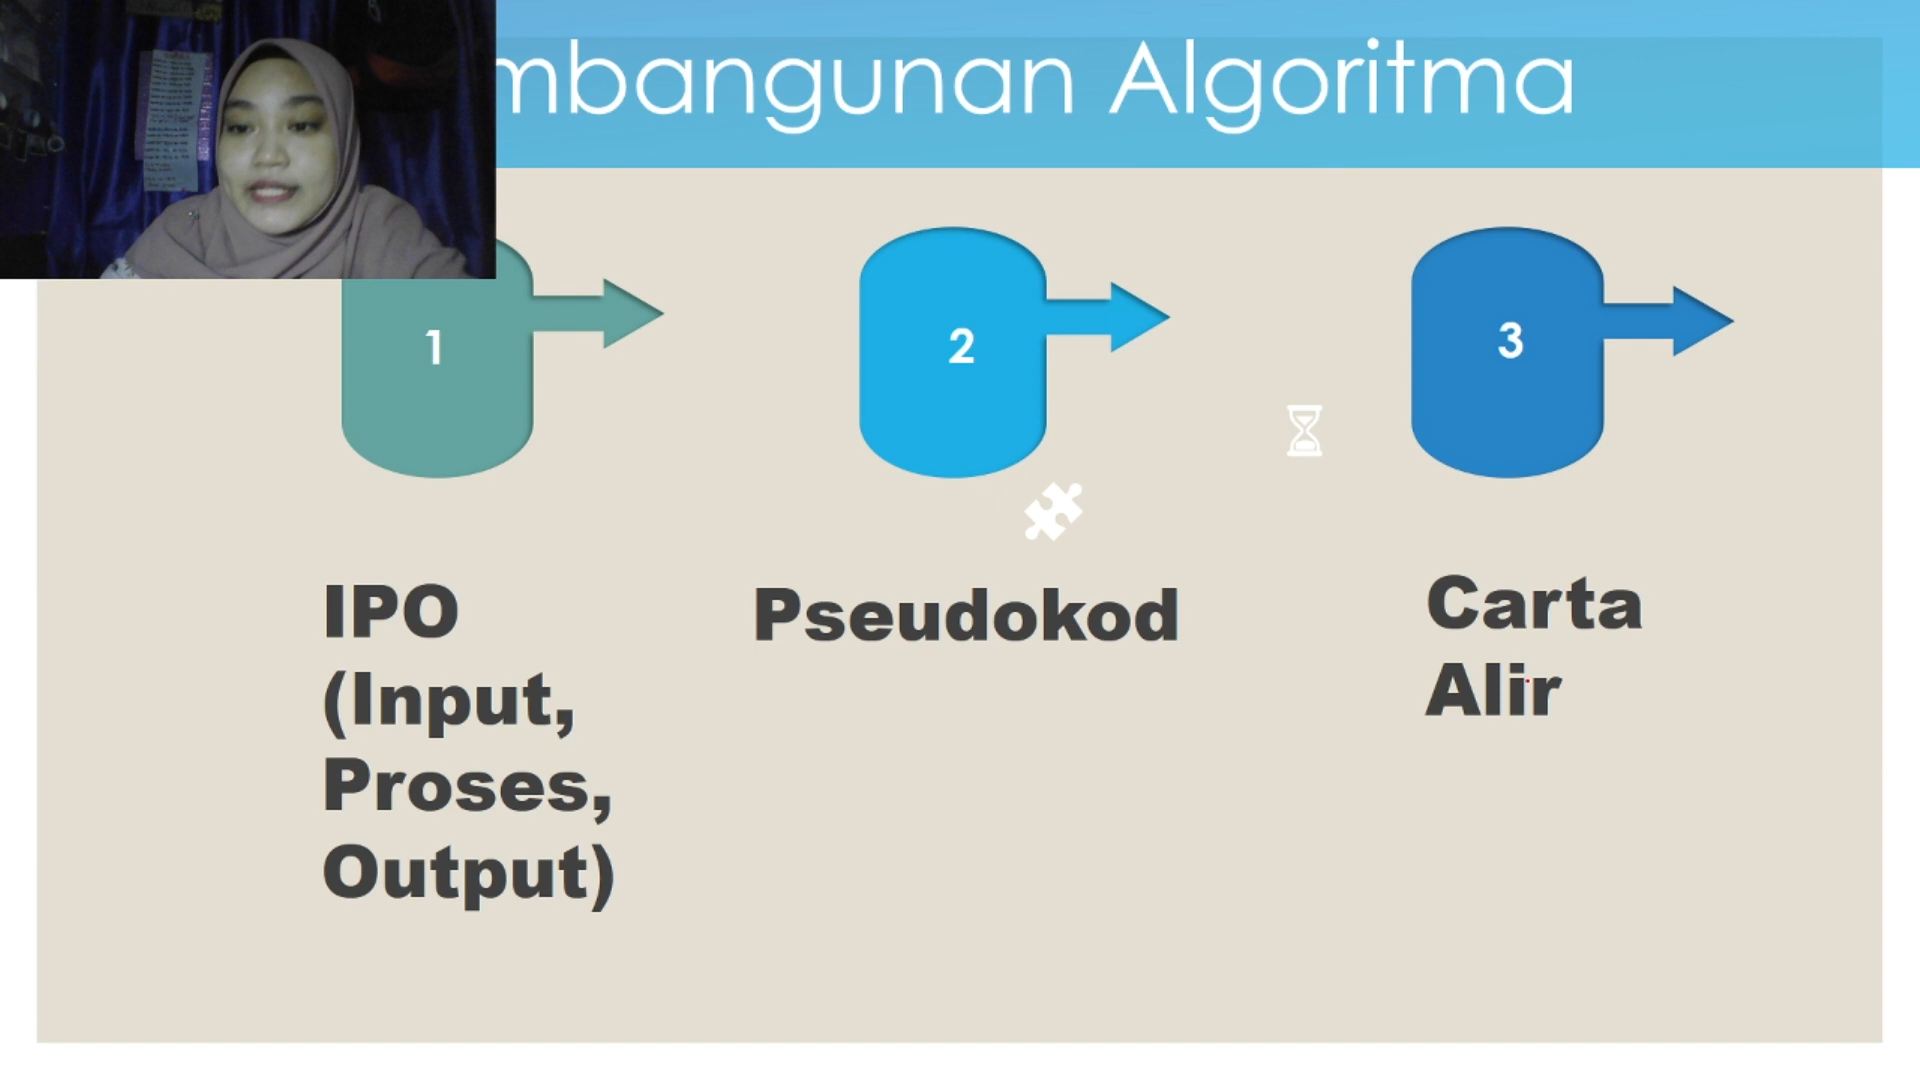 mbangunan Algoritma
1
2
3
IPO
(Input,
Proses,
Output)
Pseudokod
Carta
Alir